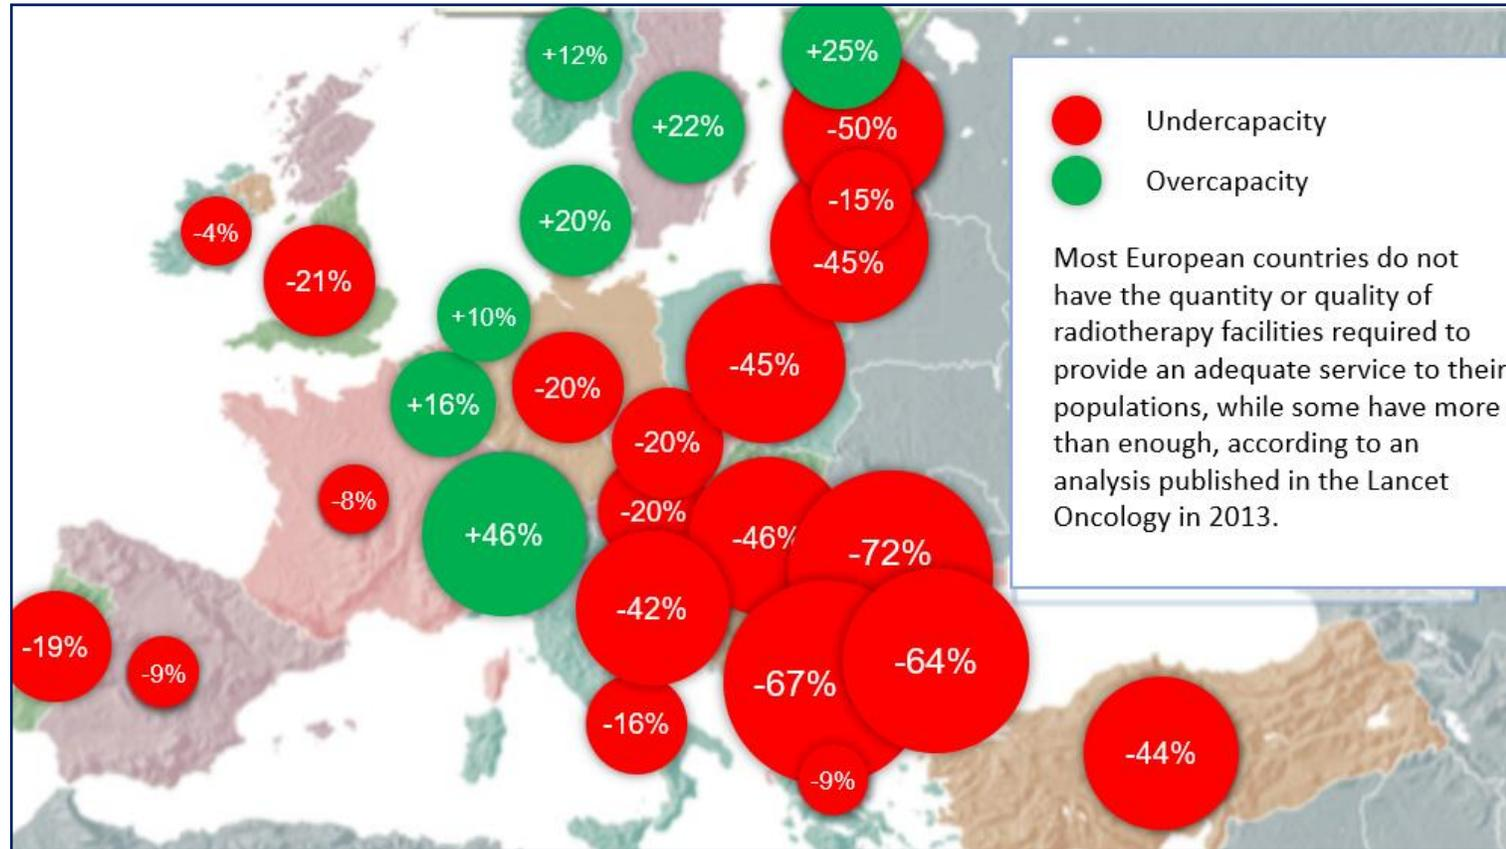 +12%
+25%
+22%
-50%
-15%
+20%
-4%
-45%
-21%
+10%
-45%
-20%
+16%
-20%
-8%
-20%
+46%
-46%
-72%
-42%
-19%
-9%
-67%
-64%
-16%
-9%
-44%
Undercapacity
Overcapacity
Most European countries do not
have the quantity or quality of
radiotherapy facilities required to
provide an adequate service to their
populations, while some have more
than enough, according to an
analysis published in the Lancet
Oncology in 2013.